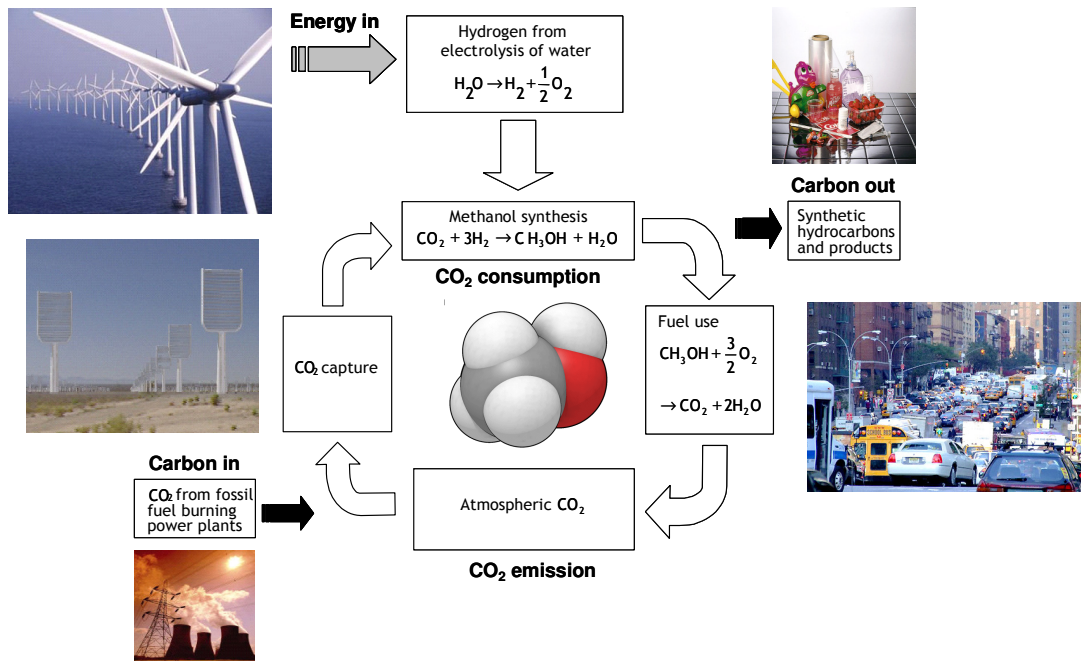 Energy in
Hydrogen from
electrolysis of water
H₂O → H₂ + 1/2 O₂
Methanol synthesis
CO₂ + 3H₂ → CH₃OH + H₂O
CO₂ consumption
Carbon out
Synthetic
hydrocarbons
and products
Fuel use
CH₃OH + 3/2 O₂
→ CO₂ + 2H₂O
CO₂ capture
Carbon in
CO₂ from fossil
fuel burning
power plants
Atmospheric CO₂
CO₂ emission